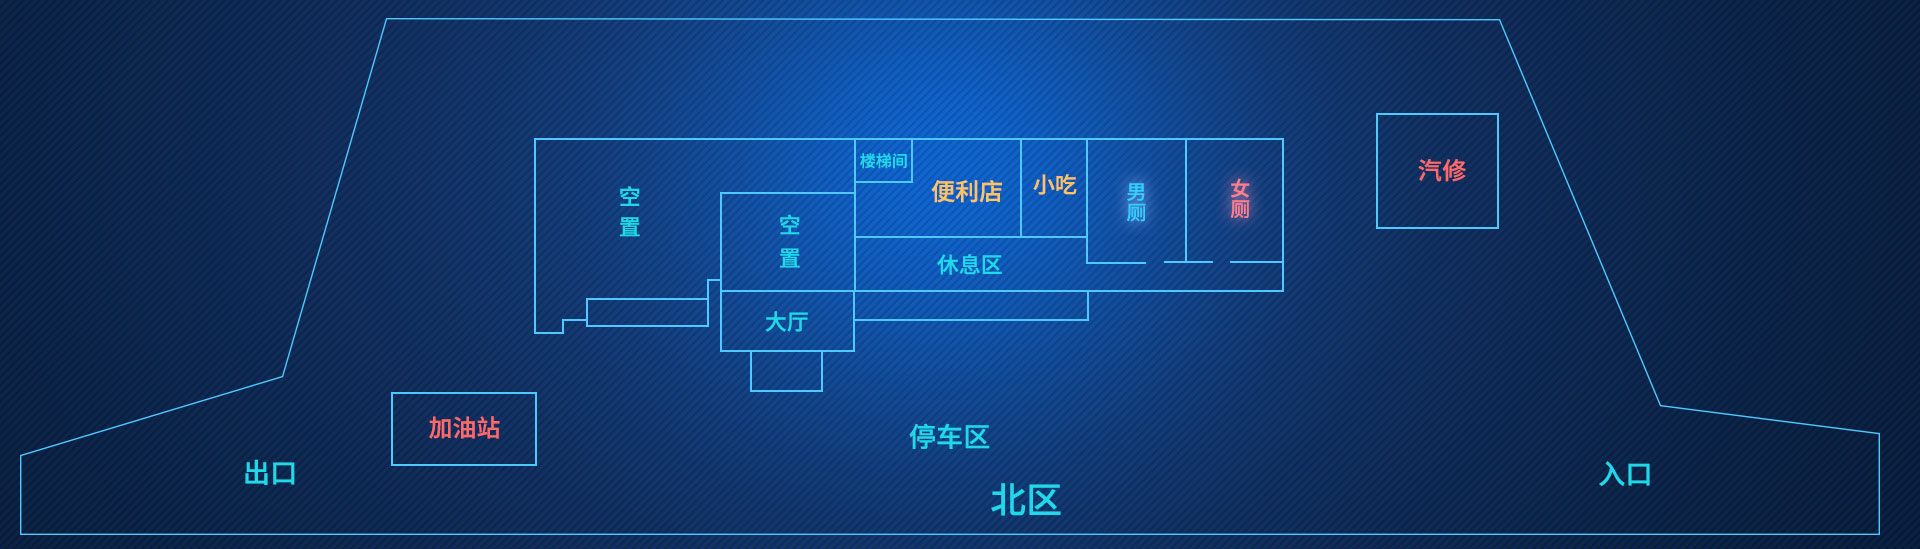 楼梯间
汽修
空
置
便利店
小吃
男
厕
女
厕
空
置
休息区
大厅
加油站
停车区
出口
入口
北区